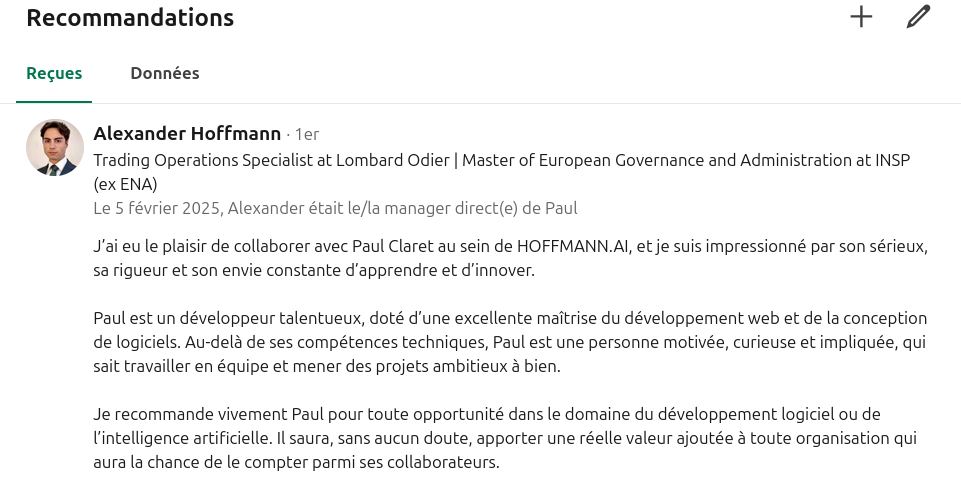 Recommandations
Reçues
Données
Alexander Hoffmann · 1er
Trading Operations Specialist at Lombard Odier | Master of European Governance and Administration at INSP
(ex ENA)
Le 5 février 2025, Alexander était le/la manager direct(e) de Paul
J’ai eu le plaisir de collaborer avec Paul Claret au sein de HOFFMANN.AI, et je suis impressionné par son sérieux,
sa rigueur et son envie constante d’apprendre et d’innover.
Paul est un développeur talentueux, doté d’une excellente maîtrise du développement web et de la conception
de logiciels. Au-delà de ses compétences techniques, Paul est une personne motivée, curieuse et impliquée, qui
sait travailler en équipe et mener des projets ambitieux à bien.
Je recommande vivement Paul pour toute opportunité dans le domaine du développement logiciel ou de
l’intelligence artificielle. Il saura, sans aucun doute, apporter une réelle valeur ajoutée à toute organisation qui
aura la chance de le compter parmi ses collaborateurs.